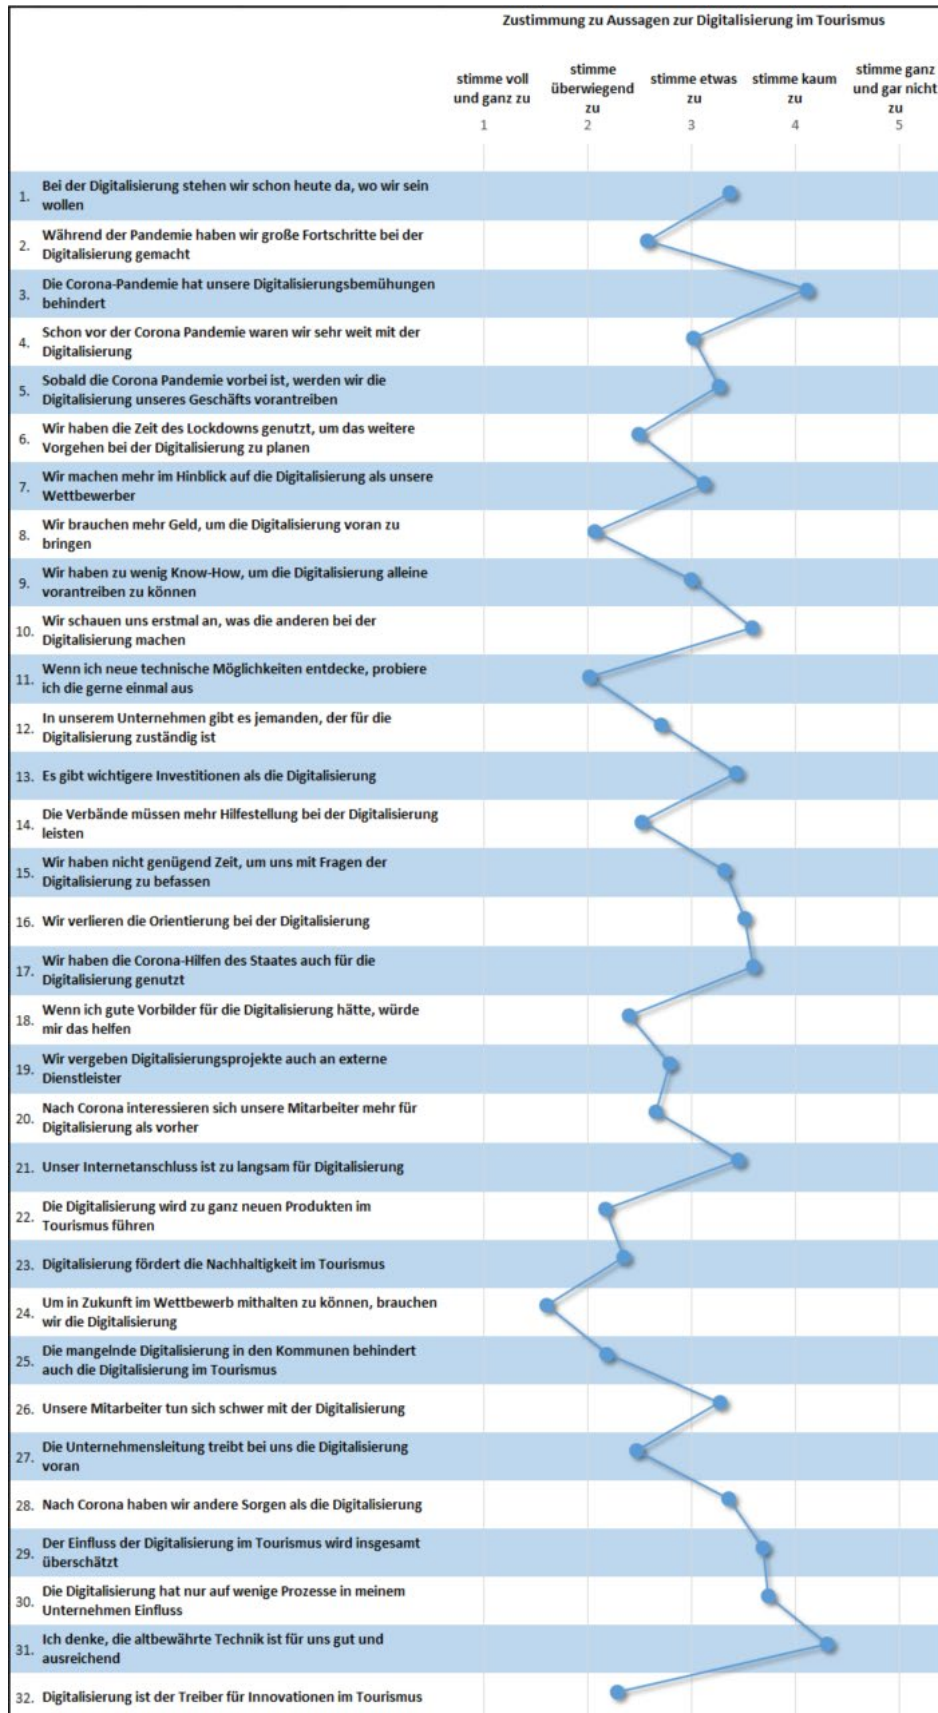 Zustimmung zu Aussagen zur Digitalisierung im Tourismus
stimme voll und ganz zu
1
stimme überwiegend zu
2
stimme etwas zu
3
stimme kaum zu
4
stimme ganz und gar nicht zu
5
1. Bei der Digitalisierung stehen wir schon heute da, wo wir sein
wollen
2. Während der Pandemie haben wir große Fortschritte bei der
Digitalisierung gemacht
3. Die Corona-Pandemie hat unsere Digitalisierungsbemühungen
behindert
4. Schon vor der Corona Pandemie waren wir sehr weit mit der
Digitalisierung
5. Sobald die Corona Pandemie vorbei ist, werden wir die
Digitalisierung unseres Geschäfts vorantreiben
6. Wir haben die Zeit des Lockdowns genutzt, um das weitere
Vorgehen bei der Digitalisierung zu planen
7. Wir machen mehr im Hinblick auf die Digitalisierung als unsere
Wettbewerber
8. Wir brauchen mehr Geld, um die Digitalisierung voran zu
bringen
9. Wir haben zu wenig Know-How, um die Digitalisierung alleine
vorantreiben zu können
10. Wir schauen uns erstmal an, was die anderen bei der
Digitalisierung machen
11. Wenn ich neue technische Möglichkeiten entdecke, probiere
ich die gerne einmal aus
12. In unserem Unternehmen gibt es jemanden, der für die
Digitalisierung zuständig ist
13. Es gibt wichtigere Investitionen als die Digitalisierung
14. Die Verbände müssen mehr Hilfestellung bei der Digitalisierung
leisten
15. Wir haben nicht genügend Zeit, um uns mit Fragen der
Digitalisierung zu befassen
16. Wir verlieren die Orientierung bei der Digitalisierung
17. Wir haben die Corona-Hilfen des Staates auch für die
Digitalisierung genutzt
18. Wenn ich gute Vorbilder für die Digitalisierung hätte, würde
mir das helfen
19. Wir vergeben Digitalisierungsprojekte auch an externe
Dienstleister
20. Nach Corona interessieren sich unsere Mitarbeiter mehr für
Digitalisierung als vorher
21. Unser Internetanschluss ist zu langsam für Digitalisierung
22. Die Digitalisierung wird zu ganz neuen Produkten im
Tourismus führen
23. Digitalisierung fördert die Nachhaltigkeit im Tourismus
24. Um in Zukunft im Wettbewerb mithalten zu können, brauchen
wir die Digitalisierung
25. Die mangelnde Digitalisierung in den Kommunen behindert
auch die Digitalisierung im Tourismus
26. Unsere Mitarbeiter tun sich schwer mit der Digitalisierung
27. Die Unternehmensleitung treibt bei uns die Digitalisierung
voran
28. Nach Corona haben wir andere Sorgen als die Digitalisierung
29. Der Einfluss der Digitalisierung im Tourismus wird insgesamt
überschätzt
30. Die Digitalisierung hat nur auf wenige Prozesse in meinem
Unternehmen Einfluss
31. Ich denke, die altbewährte Technik ist für uns gut und
ausreichend
32. Digitalisierung ist der Treiber für Innovationen im Tourismus